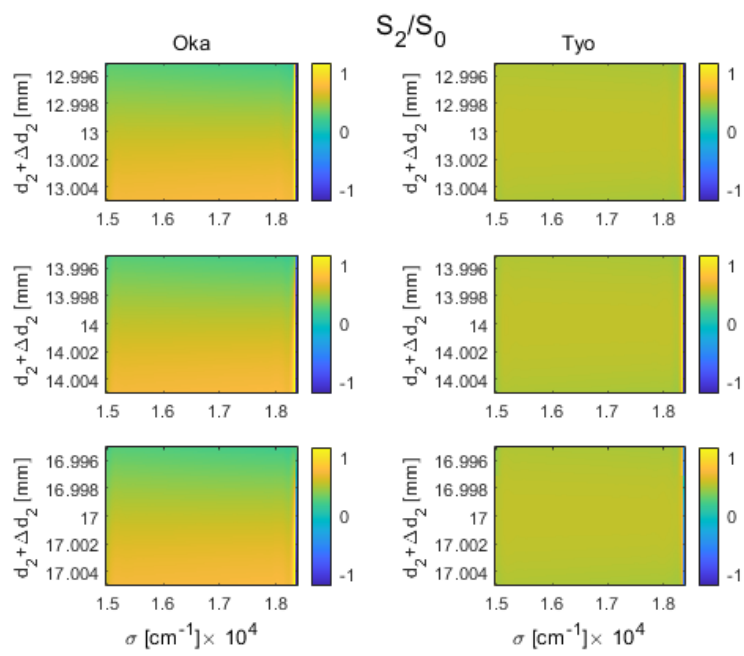 S2/S0
Oka
Tyo
d2+Δd2 [mm]
12.996
12.998
13
13.002
13.004
1.5 1.6 1.7 1.8
1
0
-1
d2+Δd2 [mm]
12.996
12.998
13
13.002
13.004
1.5 1.6 1.7 1.8
1
0
-1
d2+Δd2 [mm]
13.996
13.998
14
14.002
14.004
1.5 1.6 1.7 1.8
1
0
-1
d2+Δd2 [mm]
13.996
13.998
14
14.002
14.004
1.5 1.6 1.7 1.8
1
0
-1
d2+Δd2 [mm]
16.996
16.998
17
17.002
17.004
1.5 1.6 1.7 1.8
σ [cm⁻¹]× 10⁴
1
0
-1
d2+Δd2 [mm]
16.996
16.998
17
17.002
17.004
1.5 1.6 1.7 1.8
σ [cm⁻¹]× 10⁴
1
0
-1